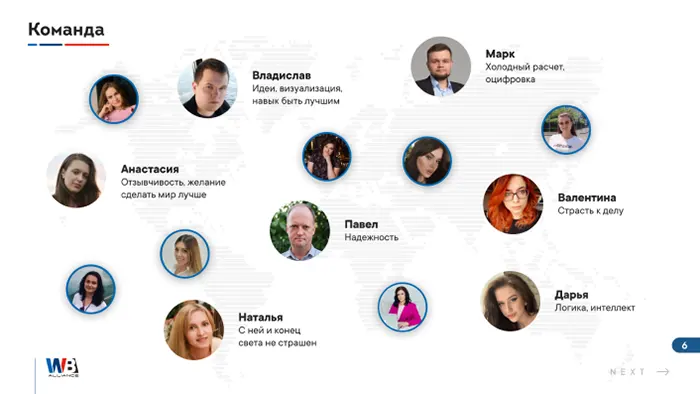 Команда
Владислав
Идеи, визуализация,
навык быть лучшим
Марк
Холодный расчет,
оцифровка
Анастасия
Отзывчивость, желание
сделать мир лучше
Валентина
Страсть к делу
Павел
Надежность
Наталья
С ней и конец
света не страшен
Дарья
Логика, интеллект
6
WB
ALLIANCE
NEXT